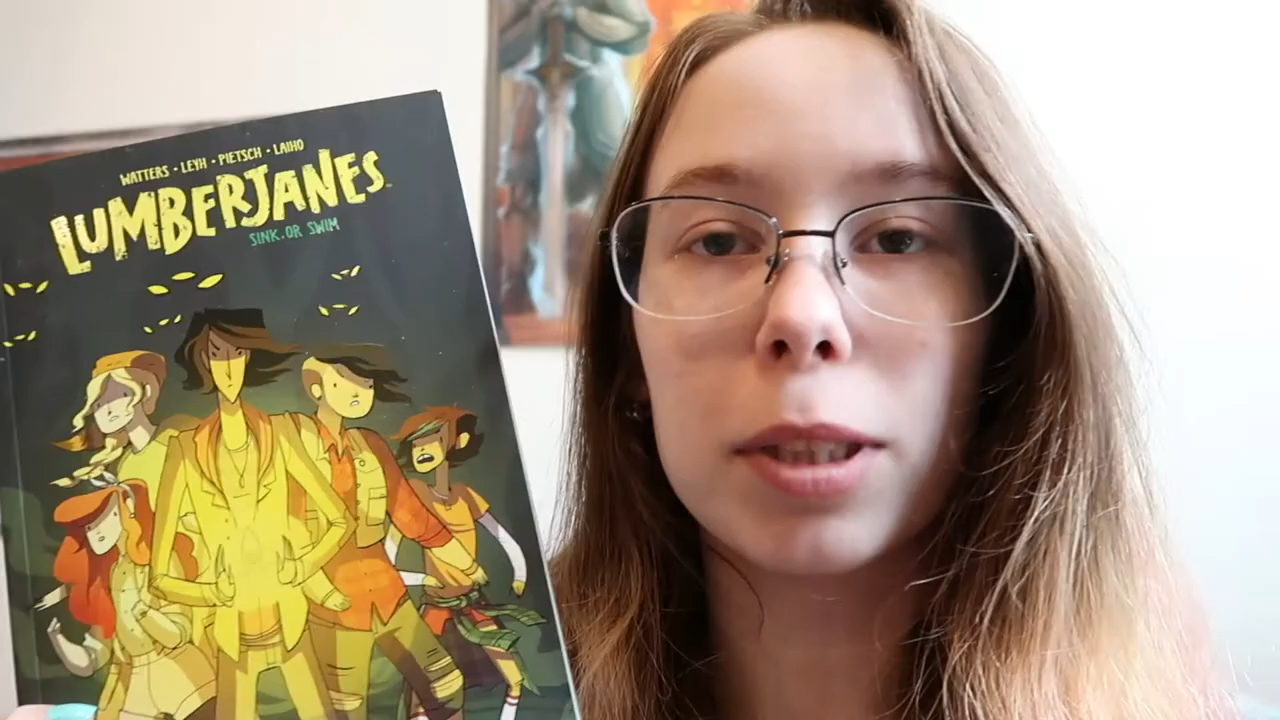 WATTERS · LEYH · PIETSCH · LAIHO
LUMBERJANES
SINK OR SWIM